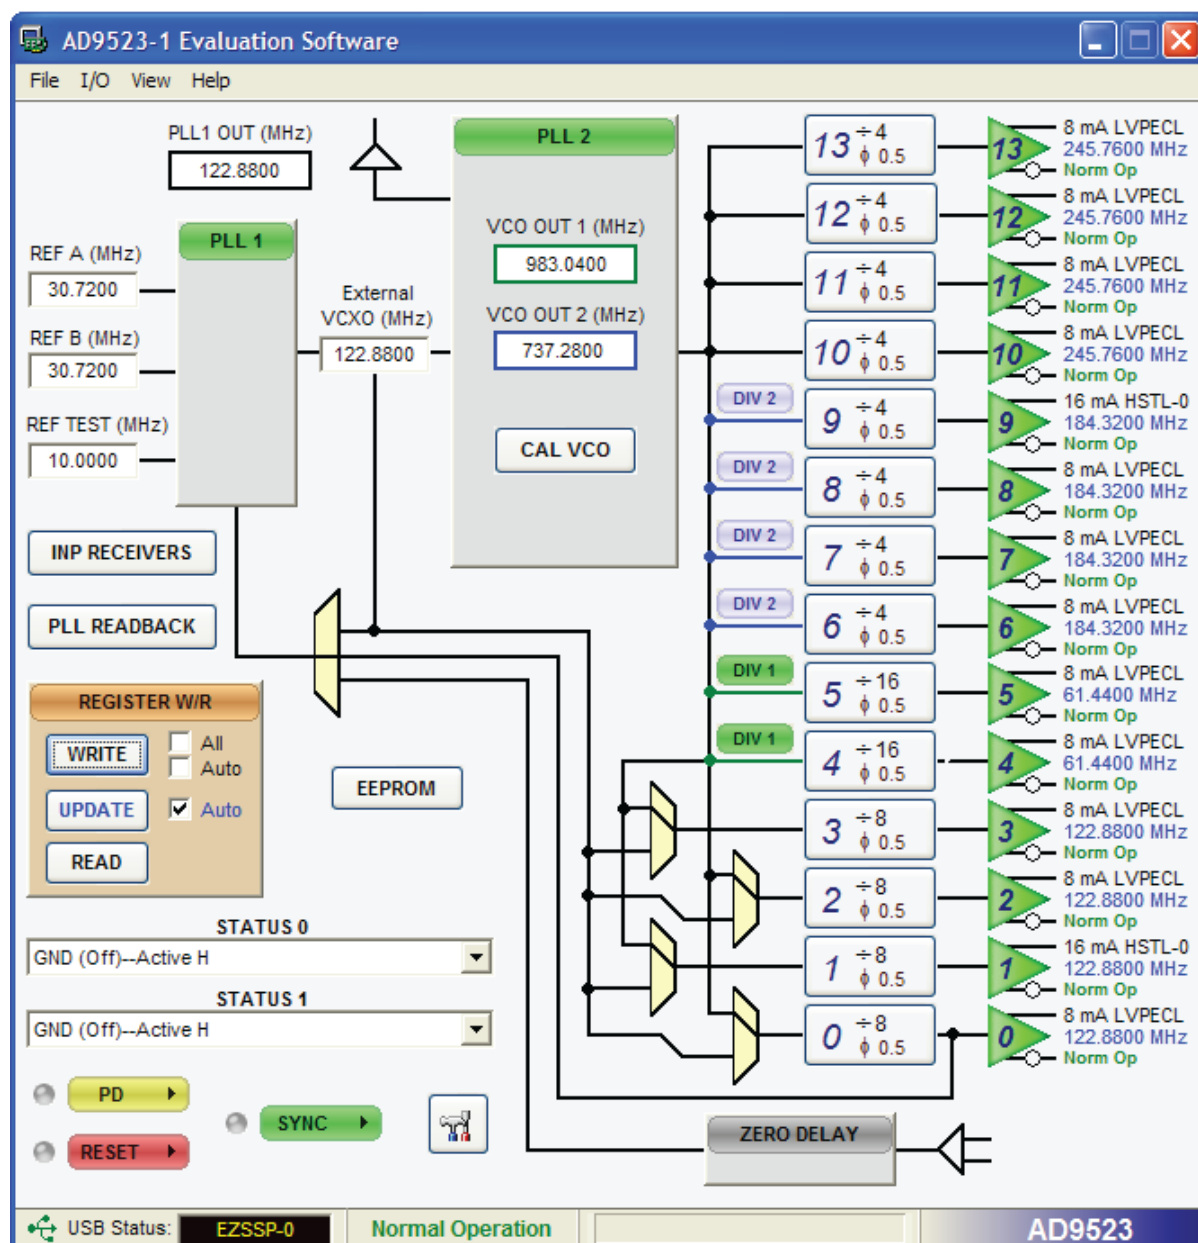 AD9523-1 Evaluation Software
File I/O View Help
PLL1 OUT (MHz)
122.8800
PLL 1
REF A (MHz)
30.7200
REF B (MHz)
30.7200
REF TEST (MHz)
10.0000
External
VCXO (MHz)
122.8800
PLL 2
VCO OUT 1 (MHz)
983.0400
VCO OUT 2 (MHz)
737.2800
CAL VCO
INP RECEIVERS
PLL READBACK
REGISTER W/R
WRITE
All
Auto
UPDATE
Auto
READ
EEPROM
STATUS 0
GND (Off)--Active H
STATUS 1
GND (Off)--Active H
PD
SYNC
RESET
13 ÷4
ϕ 0.5
13
8 mA LVPECL
245.7600 MHz
Norm Op
12 ÷4
ϕ 0.5
12
8 mA LVPECL
245.7600 MHz
Norm Op
11 ÷4
ϕ 0.5
11
8 mA LVPECL
245.7600 MHz
Norm Op
10 ÷4
ϕ 0.5
10
8 mA LVPECL
245.7600 MHz
Norm Op
DIV 2
9 ÷4
ϕ 0.5
9
16 mA HSTL-0
184.3200 MHz
Norm Op
DIV 2
8 ÷4
ϕ 0.5
8
8 mA LVPECL
184.3200 MHz
Norm Op
DIV 2
7 ÷4
ϕ 0.5
7
8 mA LVPECL
184.3200 MHz
Norm Op
DIV 2
6 ÷4
ϕ 0.5
6
8 mA LVPECL
184.3200 MHz
Norm Op
DIV 1
5 ÷16
ϕ 0.5
5
8 mA LVPECL
61.4400 MHz
Norm Op
DIV 1
4 ÷16
ϕ 0.5
4
8 mA LVPECL
61.4400 MHz
Norm Op
3 ÷8
ϕ 0.5
3
8 mA LVPECL
122.8800 MHz
Norm Op
2 ÷8
ϕ 0.5
2
8 mA LVPECL
122.8800 MHz
Norm Op
1 ÷8
ϕ 0.5
1
16 mA HSTL-0
122.8800 MHz
Norm Op
0 ÷8
ϕ 0.5
0
8 mA LVPECL
122.8800 MHz
Norm Op
ZERO DELAY
USB Status: EZSSP-0 Normal Operation AD9523